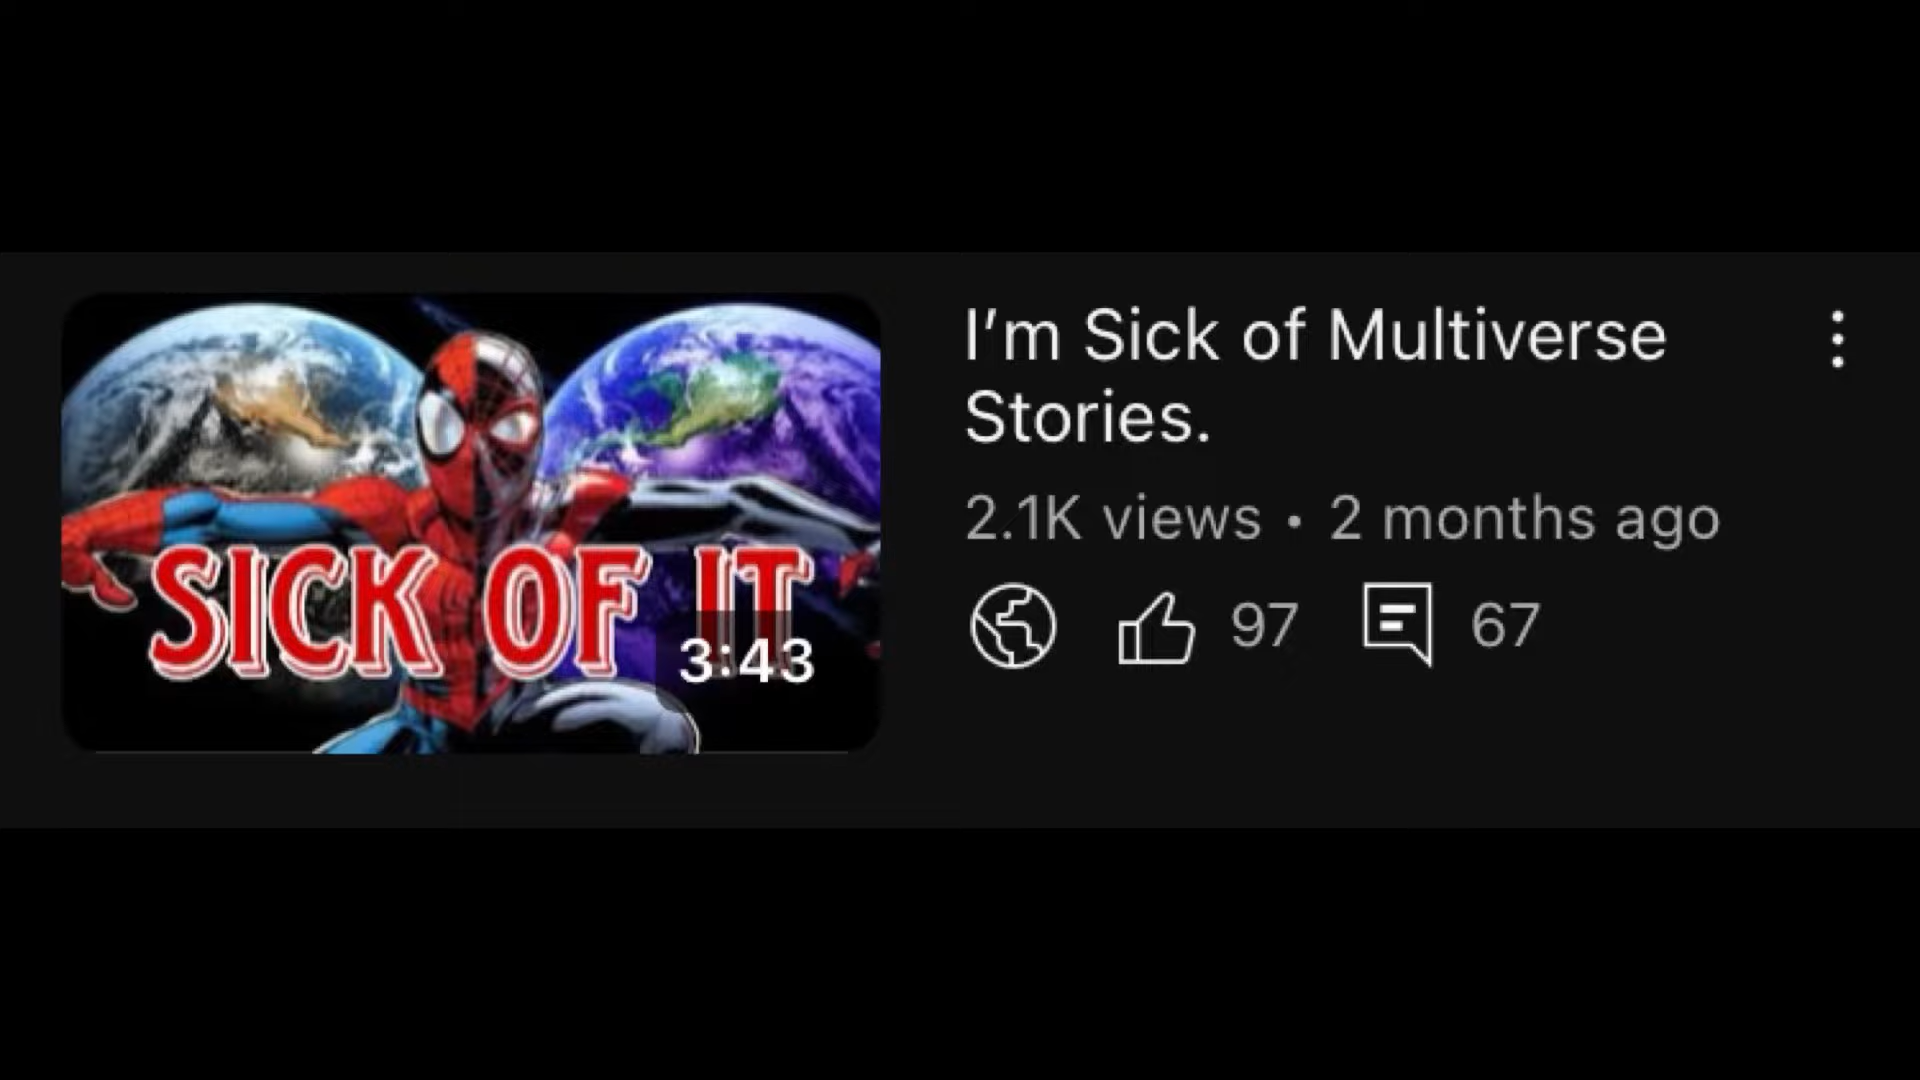 SICK OF IT
3:43
I’m Sick of Multiverse
Stories.
2.1K views • 2 months ago
97 67